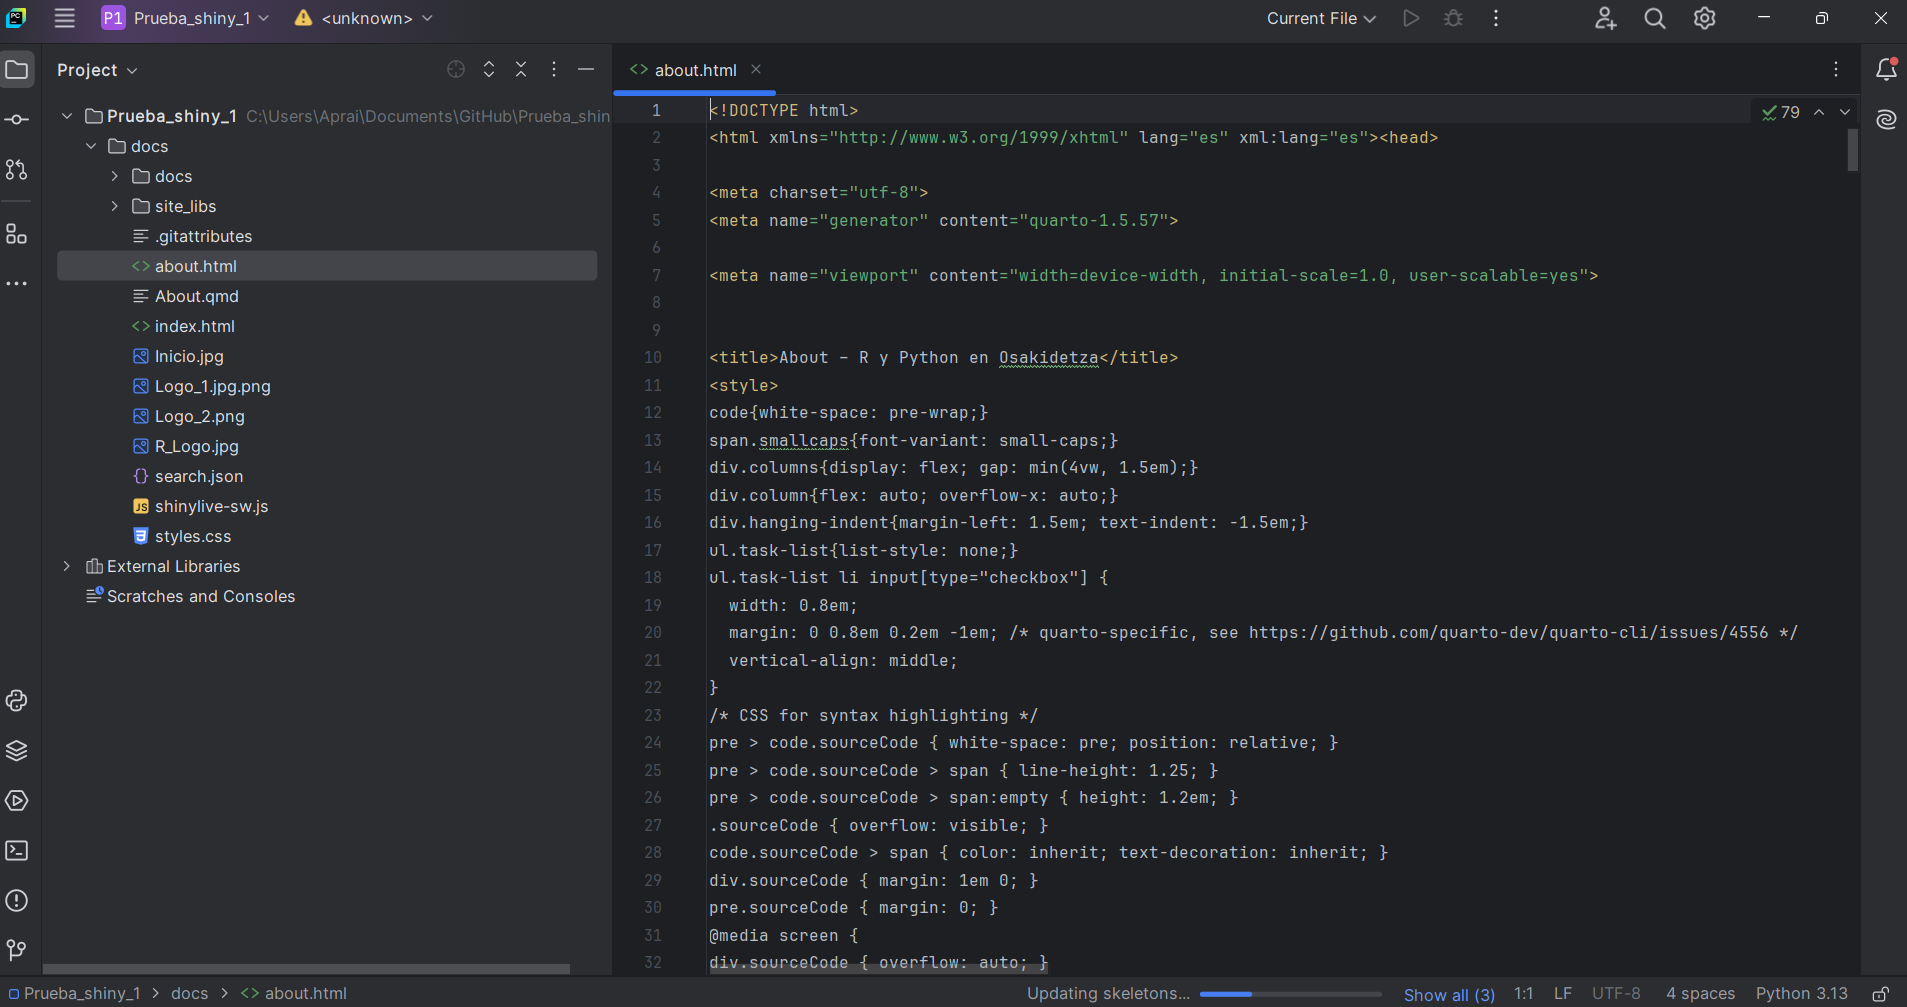 P1 Prueba_shiny_1 <unknown> Current File
Project
about.html
Prueba_shiny_1 C:\Users\Aprai\Documents\GitHub\Prueba_shin
docs
docs
site_libs
.gitattributes
about.html
About.qmd
index.html
Inicio.jpg
Logo_1.jpg.png
Logo_2.png
R_Logo.jpg
search.json
JS shinylive-sw.js
styles.css
External Libraries
Scratches and Consoles
79
1 <!DOCTYPE html>
2 <html xmlns="http://www.w3.org/1999/xhtml" lang="es" xml:lang="es"><head>
3
4 <meta charset="utf-8">
5 <meta name="generator" content="quarto-1.5.57">
6
7 <meta name="viewport" content="width=device-width, initial-scale=1.0, user-scalable=yes">
8
9
10 <title>About – R y Python en Osakidetza</title>
11 <style>
12 code{white-space: pre-wrap;}
13 span.smallcaps{font-variant: small-caps;}
14 div.columns{display: flex; gap: min(4vw, 1.5em);}
15 div.column{flex: auto; overflow-x: auto;}
16 div.hanging-indent{margin-left: 1.5em; text-indent: -1.5em;}
17 ul.task-list{list-style: none;}
18 ul.task-list li input[type="checkbox"] {
19 width: 0.8em;
20 margin: 0 0.8em 0.2em -1em; /* quarto-specific, see https://github.com/quarto-dev/quarto-cli/issues/4556 */
21 vertical-align: middle;
22 }
23 /* CSS for syntax highlighting */
24 pre > code.sourceCode { white-space: pre; position: relative; }
25 pre > code.sourceCode > span { line-height: 1.25; }
26 pre > code.sourceCode > span:empty { height: 1.2em; }
27 .sourceCode { overflow: visible; }
28 code.sourceCode > span { color: inherit; text-decoration: inherit; }
29 div.sourceCode { margin: 1em 0; }
30 pre.sourceCode { margin: 0; }
31 @media screen {
32 div.sourceCode { overflow: auto; }
Prueba_shiny_1 > docs > about.html Updating skeletons... Show all (3) 1:1 LF UTF-8 4 spaces Python 3.13